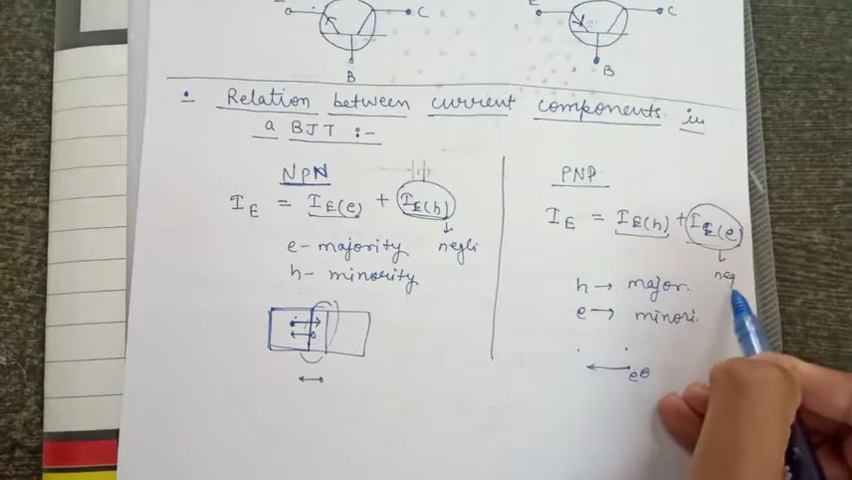 E C E C
B B
Relation between current components in
a BJT :-
NPN
I_E = I_E(e) + I_E(h)
negli
e- majority
h- minority
PNP
I_E = I_E(h) + I_E(e)
neg
h → major.
e → minori.
e⊖